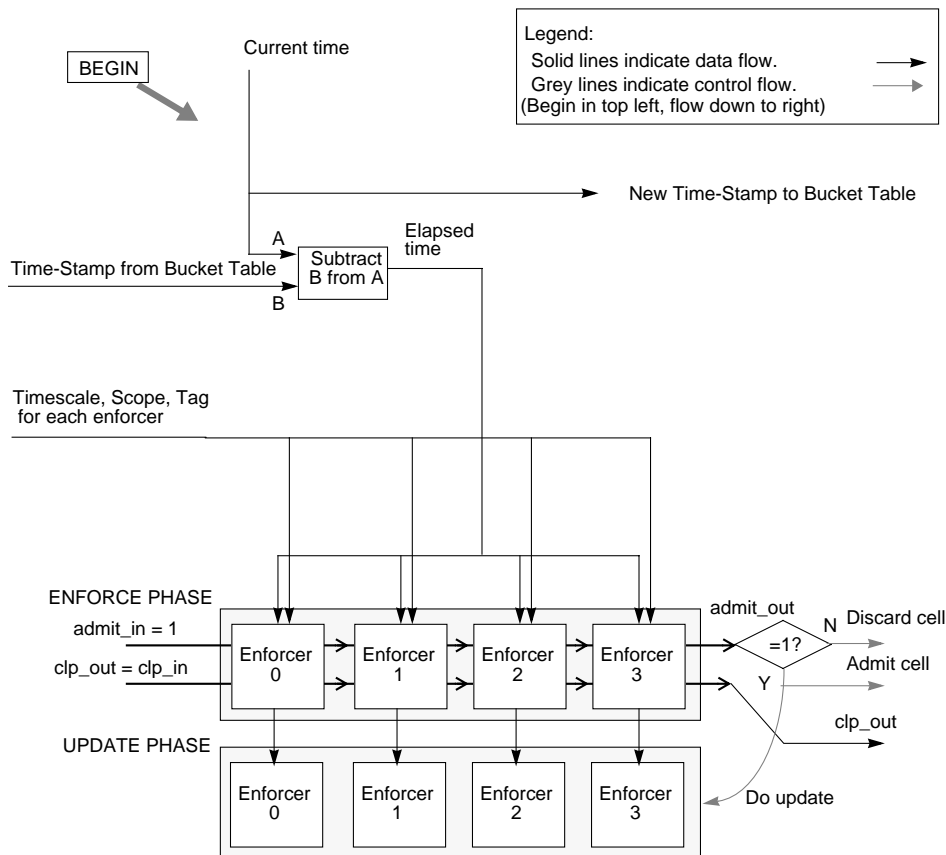 Current time
BEGIN
Legend:
Solid lines indicate data flow.
Grey lines indicate control flow.
(Begin in top left, flow down to right)
New Time-Stamp to Bucket Table
A
Elapsed
time
Subtract
B from A
Time-Stamp from Bucket Table
B
Timescale, Scope, Tag
for each enforcer
ENFORCE PHASE
admit_in = 1
clp_out = clp_in
Enforcer
0
Enforcer
1
Enforcer
2
Enforcer
3
admit_out
=1?
N
Discard cell
Y
Admit cell
clp_out
UPDATE PHASE
Enforcer
0
Enforcer
1
Enforcer
2
Enforcer
3
Do update